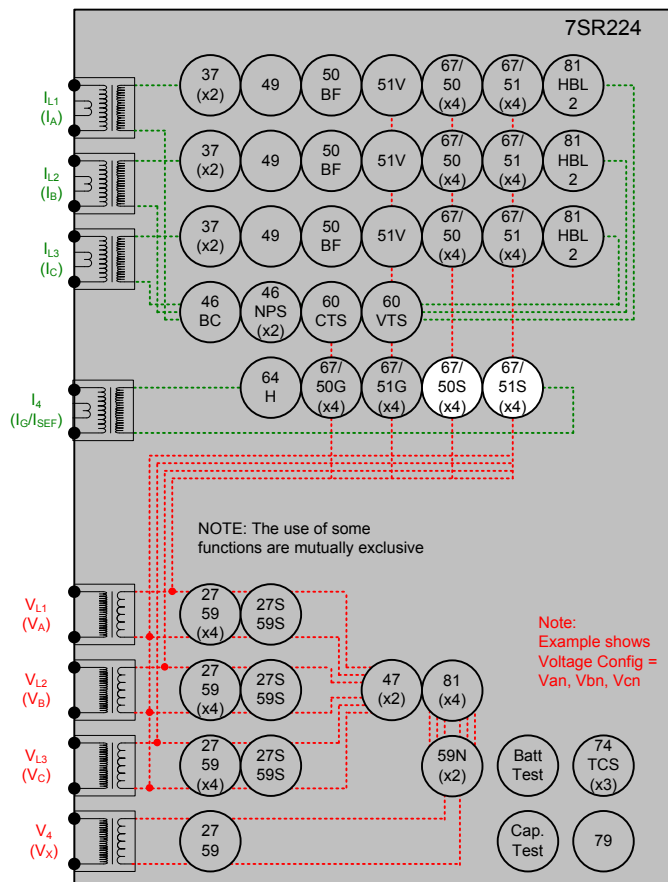 7SR224
IL1
(IA)
37
(x2)
49
50
BF
51V
67/
50
(x4)
67/
51
(x4)
81
HBL
2
IL2
(IB)
37
(x2)
49
50
BF
51V
67/
50
(x4)
67/
51
(x4)
81
HBL
2
IL3
(IC)
37
(x2)
49
50
BF
51V
67/
50
(x4)
67/
51
(x4)
81
HBL
2
46
BC
46
NPS
(x2)
60
CTS
60
VTS
I4
(IG/ISEF)
64
H
67/
50G
(x4)
67/
51G
(x4)
67/
50S
(x4)
67/
51S
(x4)
NOTE: The use of some
functions are mutually exclusive
VL1
(VA)
27
59
(x4)
27S
59S
Note:
Example shows
Voltage Config =
Van, Vbn, Vcn
VL2
(VB)
27
59
(x4)
27S
59S
47
(x2)
81
(x4)
VL3
(VC)
27
59
(x4)
27S
59S
59N
(x2)
Batt
Test
74
TCS
(x3)
V4
(VX)
27
59
Cap.
Test
79